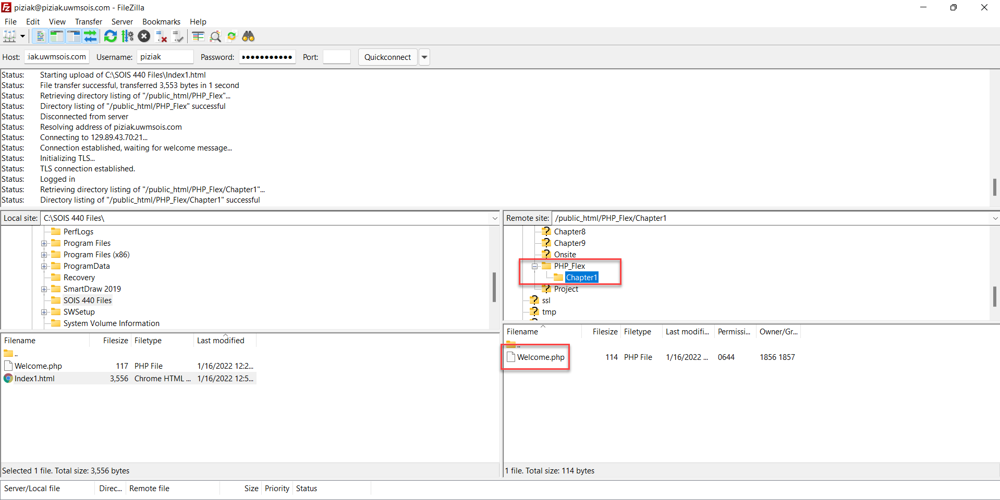 piziak@piziak.uwmsois.com - FileZilla
File Edit View Transfer Server Bookmarks Help
Host: iak.uwmsois.com Username: piziak Password: ●●●●●●●●●●● Port: Quickconnect
Status: Starting upload of C:\SOIS 440 Files\Index1.html
Status: File transfer successful, transferred 3,553 bytes in 1 second
Status: Retrieving directory listing of "/public_html/PHP_Flex"...
Status: Directory listing of "/public_html/PHP_Flex" successful
Status: Disconnected from server
Status: Resolving address of piziak.uwmsois.com
Status: Connecting to 129.89.43.70:21...
Status: Connection established, waiting for welcome message...
Status: Initializing TLS...
Status: TLS connection established.
Status: Logged in
Status: Retrieving directory listing of "/public_html/PHP_Flex/Chapter1"...
Status: Directory listing of "/public_html/PHP_Flex/Chapter1" successful
Local site: C:\SOIS 440 Files\
PerfLogs
Program Files
Program Files (x86)
ProgramData
Recovery
SmartDraw 2019
SOIS 440 Files
SWSetup
System Volume Information
Filename Filesize Filetype Last modified
..
Welcome.php 117 PHP File 1/16/2022 12:2...
Index1.html 3,556 Chrome HTML ... 1/16/2022 12:5...
Selected 1 file. Total size: 3,556 bytes
Remote site: /public_html/PHP_Flex/Chapter1
Chapter8
Chapter9
Onsite
PHP_Flex
Chapter1
Project
ssl
tmp
Filename Filesize Filetype Last modifi... Permissi... Owner/Gr...
..
Welcome.php 114 PHP File 1/16/2022 ... 0644 1856 1857
1 file. Total size: 114 bytes
Server/Local file Direc... Remote file Size Priority Status